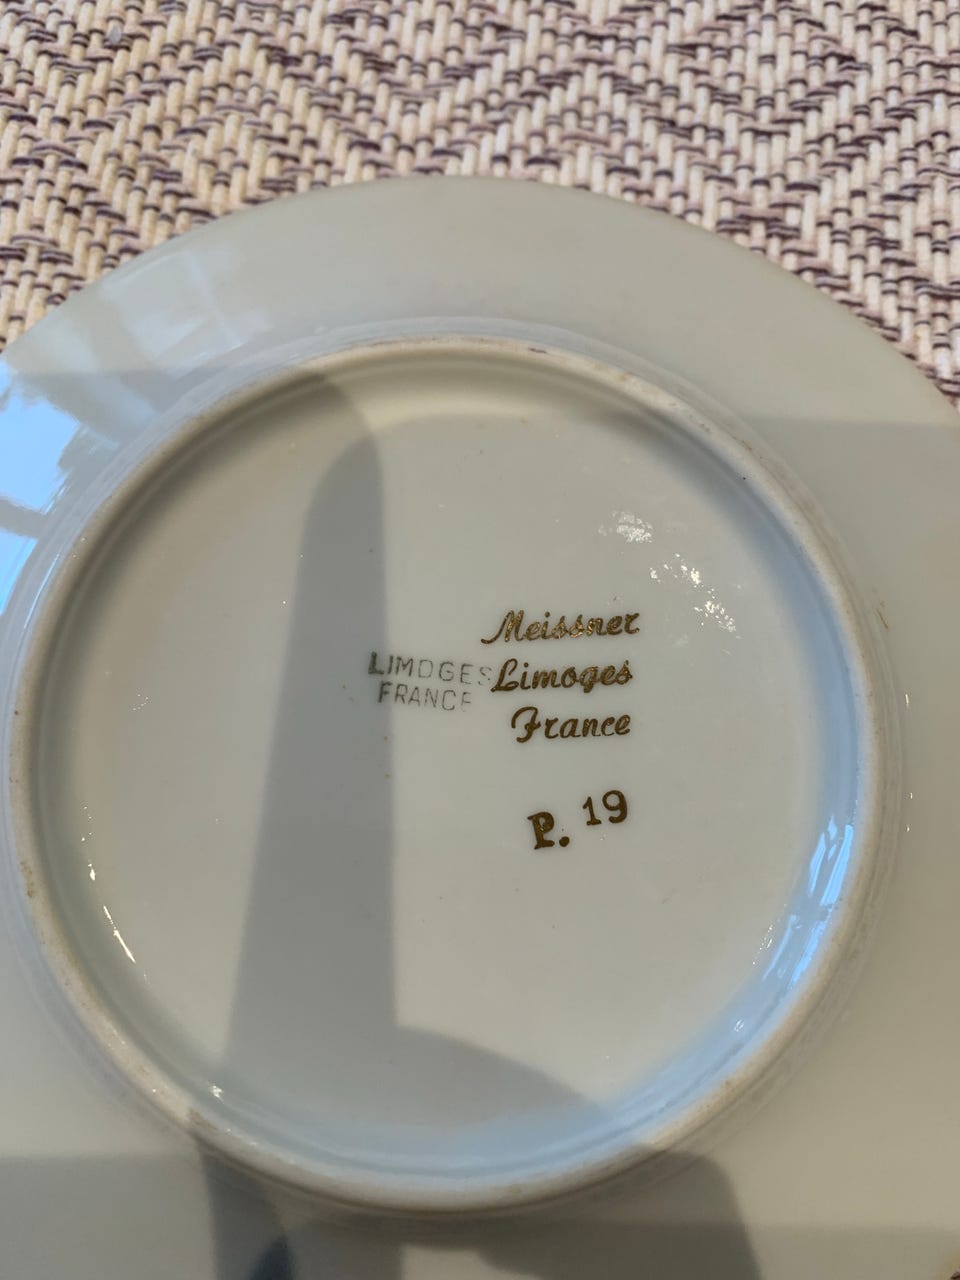 LIMOGES
FRANCE
Meissner
Limoges
France
P. 19